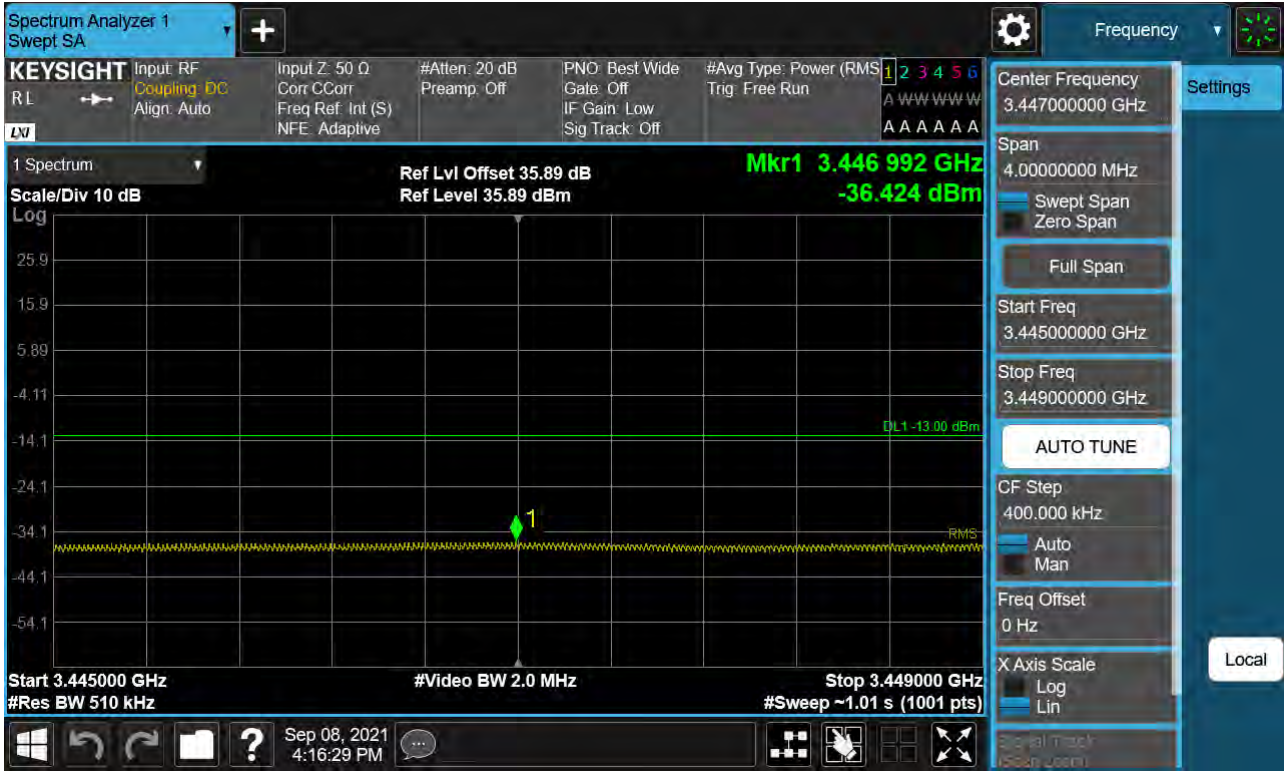 Spectrum Analyzer 1
Swept SA
Frequency
KEYSIGHT
RL
LXI
Input: RF
Coupling: DC
Align: Auto
Input Z: 50 Ω
Corr CCorr
Freq Ref: Int (S)
NFE: Adaptive
#Atten: 20 dB
Preamp: Off
PNO: Best Wide
Gate: Off
IF Gain: Low
Sig Track: Off
#Avg Type: Power (RMS
Trig: Free Run
1 2 3 4 5 6
A W W W W W
A A A A A A
1 Spectrum
Scale/Div 10 dB
Log
Ref Lvl Offset 35.89 dB
Ref Level 35.89 dBm
Mkr1 3.446 992 GHz
-36.424 dBm
25.9
15.9
5.89
-4.11
-14.1
-24.1
-34.1
-44.1
-54.1
DL1 -13.00 dBm
1
RMS
Start 3.445000 GHz
#Res BW 510 kHz
#Video BW 2.0 MHz
Stop 3.449000 GHz
#Sweep ~1.01 s (1001 pts)
Sep 08, 2021
4:16:29 PM
Center Frequency
3.447000000 GHz
Span
4.00000000 MHz
Swept Span
Zero Span
Full Span
Start Freq
3.445000000 GHz
Stop Freq
3.449000000 GHz
AUTO TUNE
CF Step
400.000 kHz
Auto
Man
Freq Offset
0 Hz
X Axis Scale
Log
Lin
Signal Track
(Span Zoom)
Settings
Local